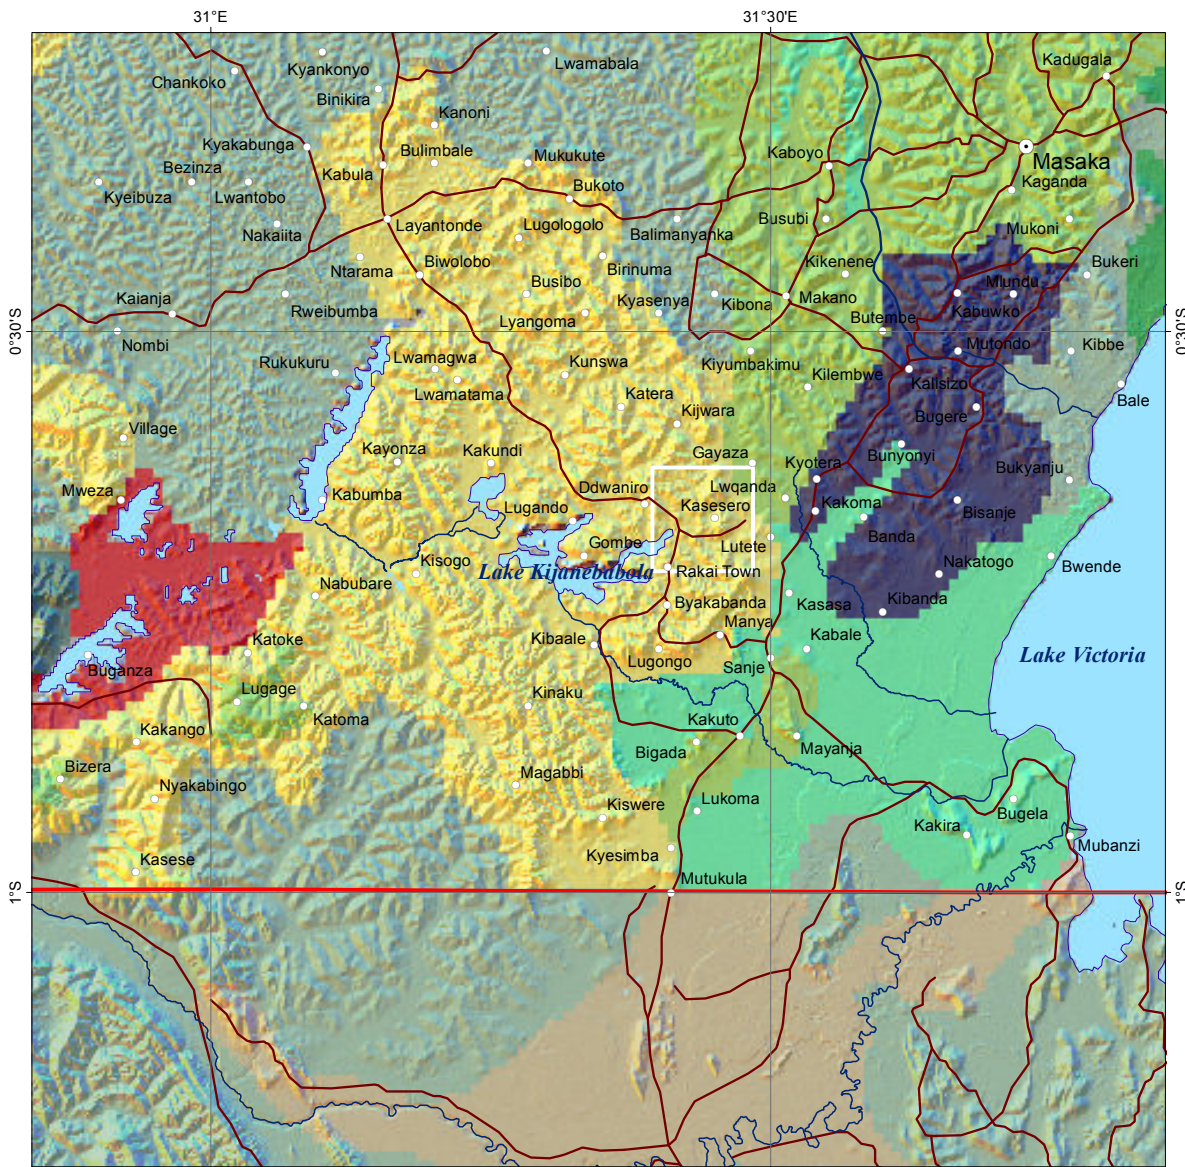 31°E
31°30'E
Kadugala
Kyankonyo
Lwamabala
Chankoko
Binikira
Kanoni
Kyakabunga
Bulimbale
Mukukute
Kaboyo
Masaka
Bezinza
Kabula
Bukoto
Kaganda
Kyeibuza
Lwantobo
Layantonde
Lugologolo
Busubi
Mukoni
Nakaiita
Balimanyanka
Ntarama
Biwolobo
Birinuma
Kikenene
Bukeri
Busibo
Mlundu
Kaianja
Rweibumba
Kyasenya
Kibona
Makano
Kabuwko
Lyangoma
Butembe
0°30'S
0°30'S
Nombi
Rukukuru
Lwamagwa
Kunswa
Kiyumbakimu
Mutondo
Kibbe
Kilembwe
Lwamatama
Kalisizo
Bale
Katera
Kijwara
Bugere
Village
Kayonza
Kakundi
Gayaza
Kyotera
Bunyonyi
Bukyanju
Mweza
Kabumba
Ddwaniro
Lwqanda
Lugando
Kasesero
Kakoma
Bisanje
Gombe
Lutete
Banda
Kisogo
Lake Kijanebabola
Rakai Town
Nakatogo
Bwende
Nabubare
Byakabanda
Kasasa
Kibanda
Katoke
Kibaale
Manya
Kabale
Buganza
Lugongo
Sanje
Lake Victoria
Lugage
Katoma
Kinaku
Kakango
Kakuto
Bigada
Mayanja
Bizera
Nyakabingo
Magabbi
Kiswere
Lukoma
Bugela
Kakira
Kasese
Kyesimba
Mubanzi
Mutukula
1°S
1°S